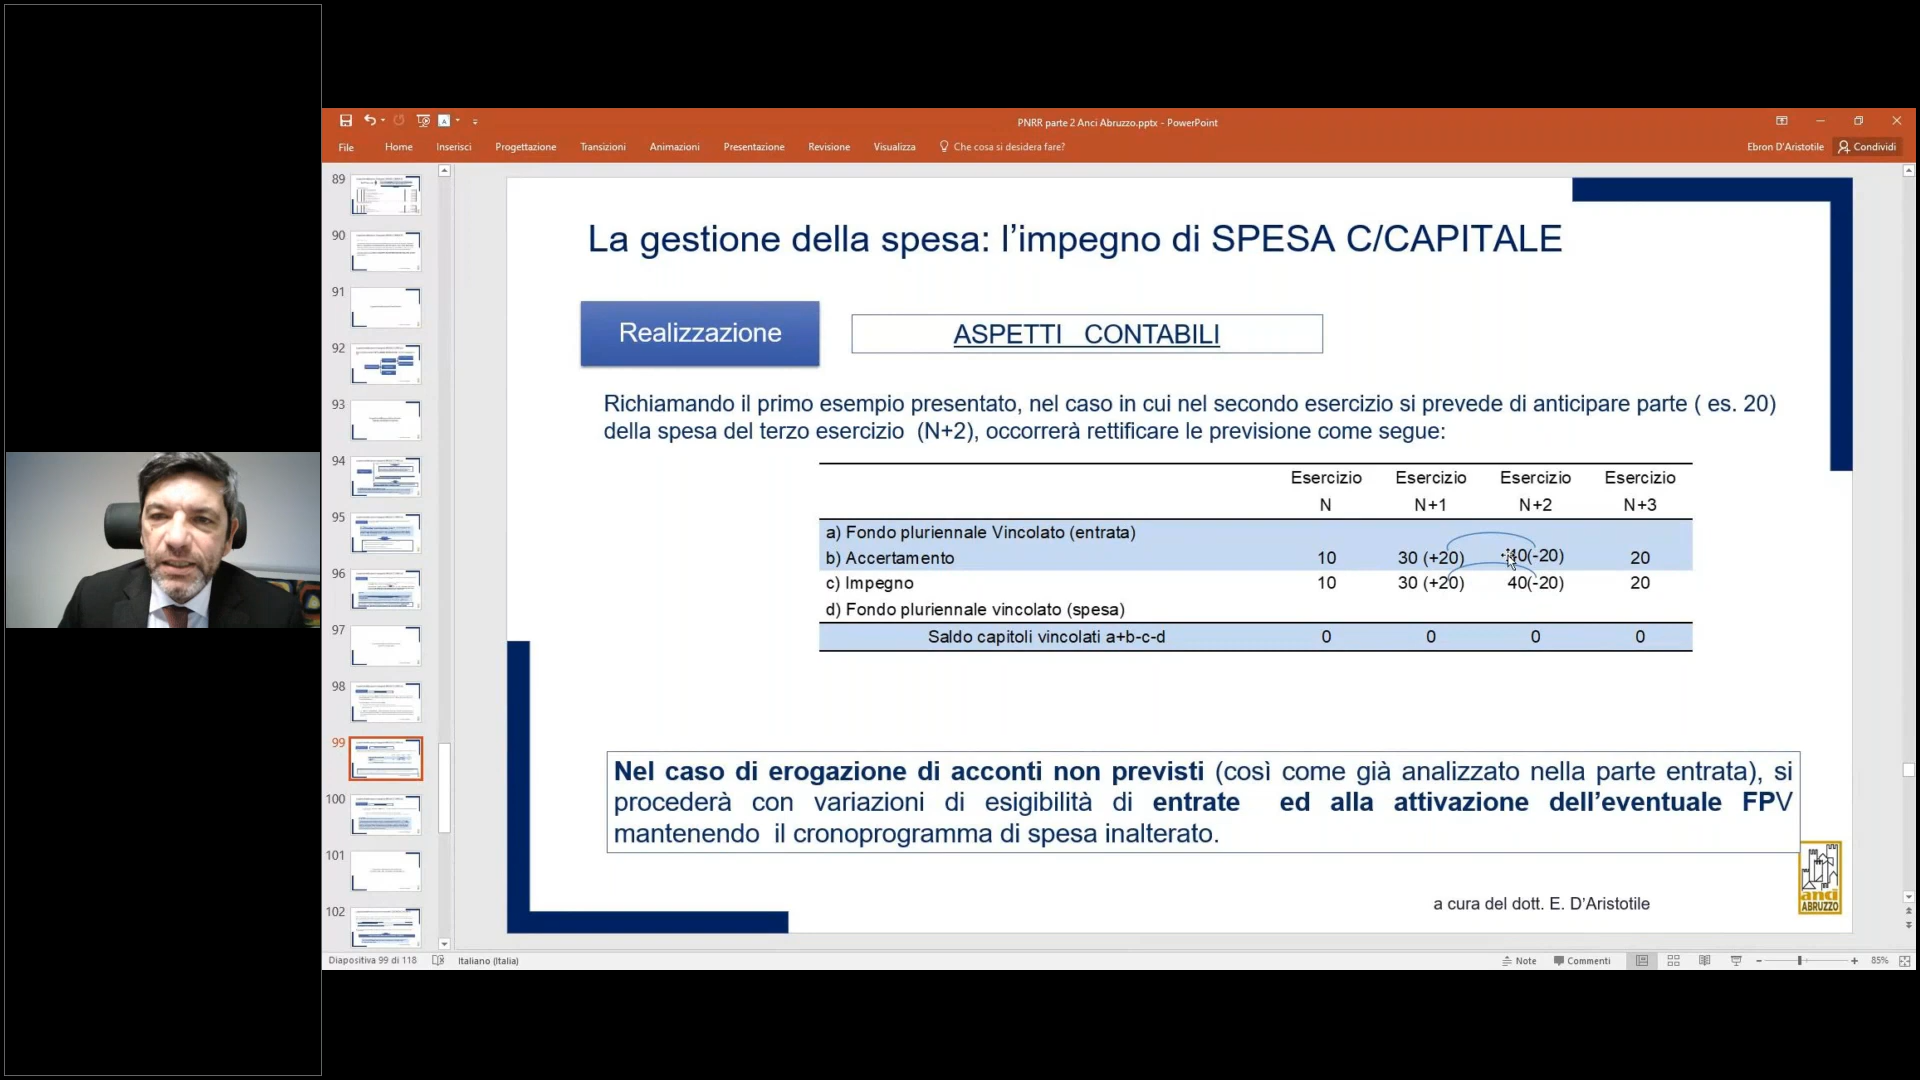 PNRR parte 2 Anci Abruzzo.pptx - PowerPoint
File Home Inserisci Progettazione Transizioni Animazioni Presentazione Revisione Visualizza Che cosa si desidera fare? Ebron D'Aristotile Condividi
89
90
91
92
93
94
95
96
97
98
99
100
101
102
La gestione della spesa: l'impegno di SPESA C/CAPITALE
Realizzazione
ASPETTI CONTABILI
Richiamando il primo esempio presentato, nel caso in cui nel secondo esercizio si prevede di anticipare parte ( es. 20)
della spesa del terzo esercizio (N+2), occorrerà rettificare le previsione come segue:
Esercizio Esercizio Esercizio Esercizio
N N+1 N+2 N+3
a) Fondo pluriennale Vincolato (entrata)
b) Accertamento 10 30 (+20) 40(-20) 20
c) Impegno 10 30 (+20) 40(-20) 20
d) Fondo pluriennale vincolato (spesa)
Saldo capitoli vincolati a+b-c-d 0 0 0 0
Nel caso di erogazione di acconti non previsti (così come già analizzato nella parte entrata), si
procederà con variazioni di esigibilità di entrate ed alla attivazione dell'eventuale FPV
mantenendo il cronoprogramma di spesa inalterato.
anci
ABRUZZO
a cura del dott. E. D'Aristotile
Diapositiva 99 di 118 Italiano (Italia) Note Commenti 85%